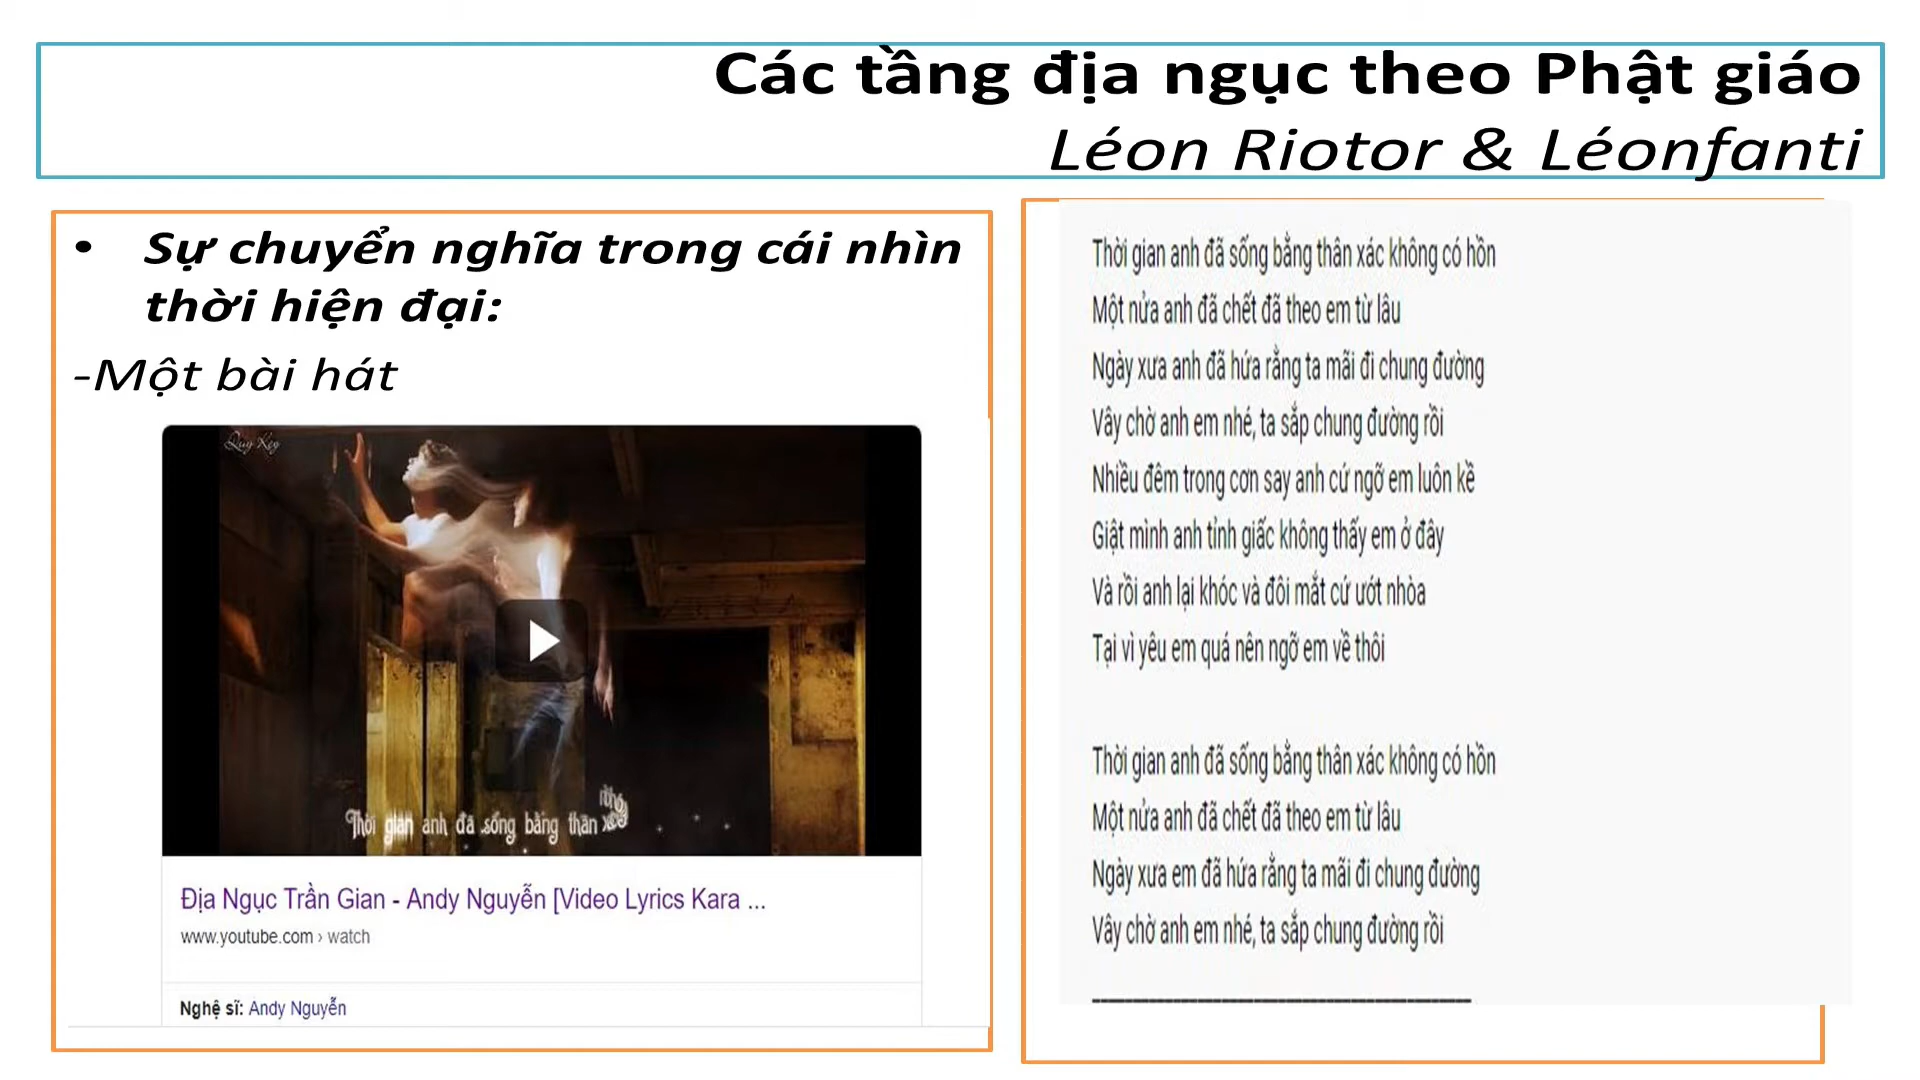 Các tầng địa ngục theo Phật giáo
Léon Riotor & Léonfanti
• Sự chuyển nghĩa trong cái nhìn
thời hiện đại:
-Một bài hát
Quy Key
Thời gian anh đã sống bằng thân xác
Địa Ngục Trần Gian - Andy Nguyễn [Video Lyrics Kara ...
www.youtube.com › watch
Nghệ sĩ: Andy Nguyễn
Thời gian anh đã sống bằng thân xác không có hồn
Một nửa anh đã chết đã theo em từ lâu
Ngày xưa anh đã hứa rằng ta mãi đi chung đường
Vây chờ anh em nhé, ta sắp chung đường rồi
Nhiều đêm trong cơn say anh cứ ngỡ em luôn kề
Giật mình anh tỉnh giấc không thấy em ở đây
Và rồi anh lại khóc và đôi mắt cứ ướt nhòa
Tại vì yêu em quá nên ngỡ em về thôi
Thời gian anh đã sống bằng thân xác không có hồn
Một nửa anh đã chết đã theo em từ lâu
Ngày xưa em đã hứa rằng ta mãi đi chung đường
Vây chờ anh em nhé, ta sắp chung đường rồi